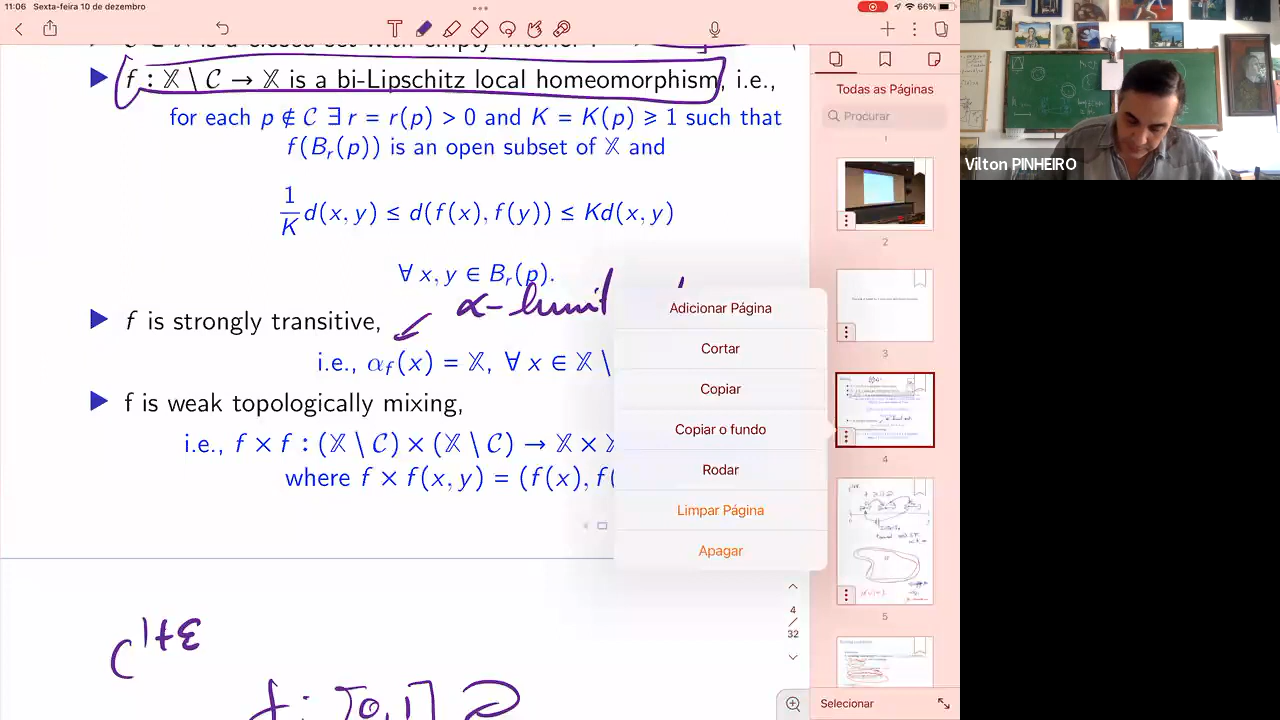 11:06 Sexta-feira 10 de dezembro
66%
▶ f : 𝕏 \ C → 𝕏 is a bi-Lipschitz local homeomorphism, i.e.,
for each p ∉ C ∃ r = r(p) > 0 and K = K(p) ⩾ 1 such that
f(Bᵣ(p)) is an open subset of 𝕏 and
1/K d(x, y) ≤ d(f(x), f(y)) ≤ Kd(x, y)
∀ x, y ∈ Bᵣ(p).
α-limit
▶ f is strongly transitive,
i.e., α_f(x) = 𝕏, ∀ x ∈ 𝕏 \
▶ f is weak topologically mixing,
i.e. f × f : (𝕏 \ C) × (𝕏 \ C) → 𝕏 ×
where f × f(x, y) = (f(x), f(
C^1+ε
f : [0,1]
4
/
32
Adicionar Página
Cortar
Copiar
Copiar o fundo
Rodar
Limpar Página
Apagar
Todas as Páginas
Procurar
1
2
3
4
5
Selecionar
Vilton PINHEIRO